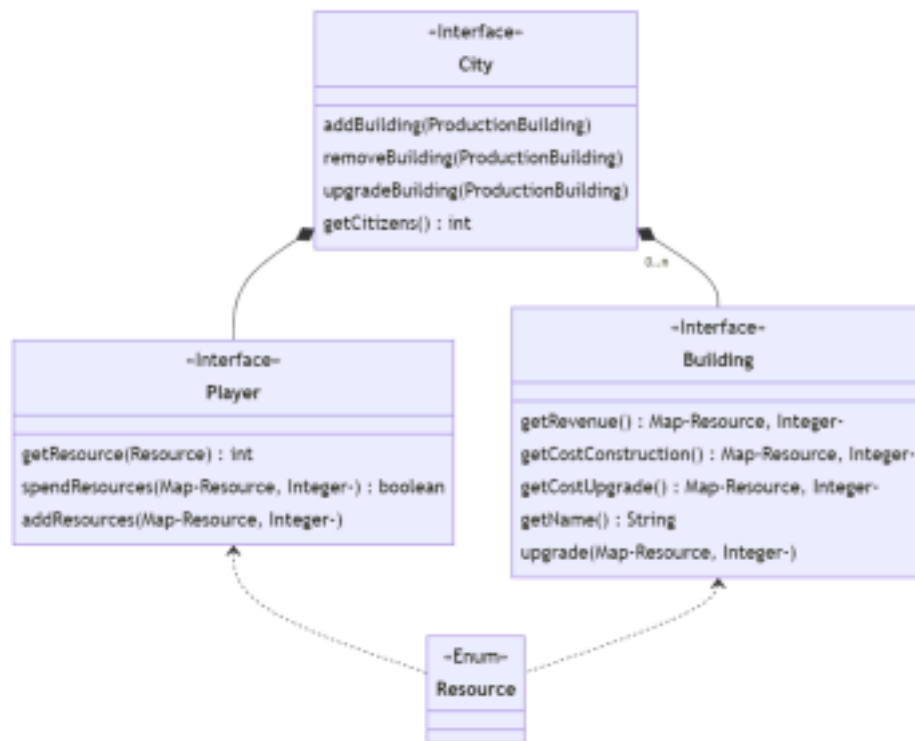 «Interface»
City
addBuilding(ProductionBuilding)
removeBuilding(ProductionBuilding)
upgradeBuilding(ProductionBuilding)
getCitizens() : int
0..n
«Interface»
Player
getResource(Resource) : int
spendResources(Map-Resource, Integer-) : boolean
addResources(Map-Resource, Integer-)
«Interface»
Building
getRevenue() : Map-Resource, Integer-
getCostConstruction() : Map-Resource, Integer-
getCostUpgrade() : Map-Resource, Integer-
getName() : String
upgrade(Map-Resource, Integer-)
«Enum»
Resource